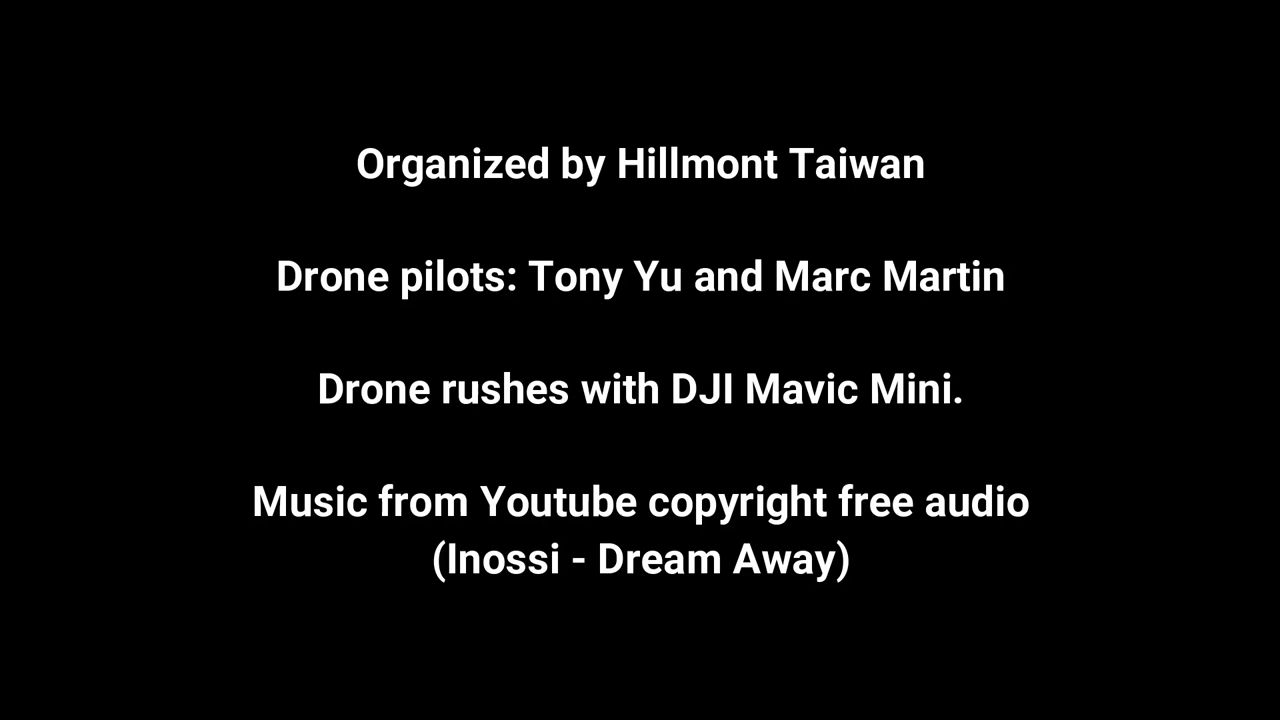 Organized by Hillmont Taiwan
Drone pilots: Tony Yu and Marc Martin
Drone rushes with DJI Mavic Mini.
Music from Youtube copyright free audio
(Inossi - Dream Away)